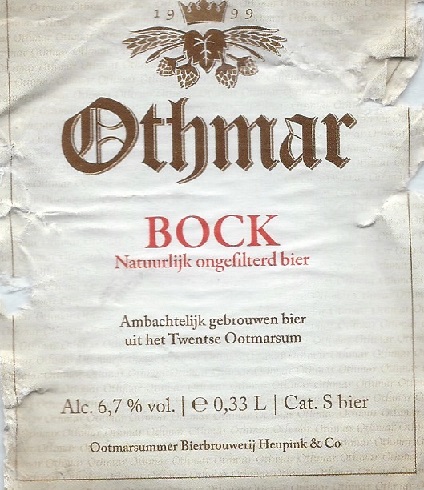 1999
Othmar
BOCK
Natuurlijk ongefilterd bier
Ambachtelijk gebrouwen bier
uit het Twentse Ootmarsum
Alc. 6,7 % vol. | ℮ 0,33 L | Cat. S bier
Ootmarsummer Bierbrouwerij Heupink & Co